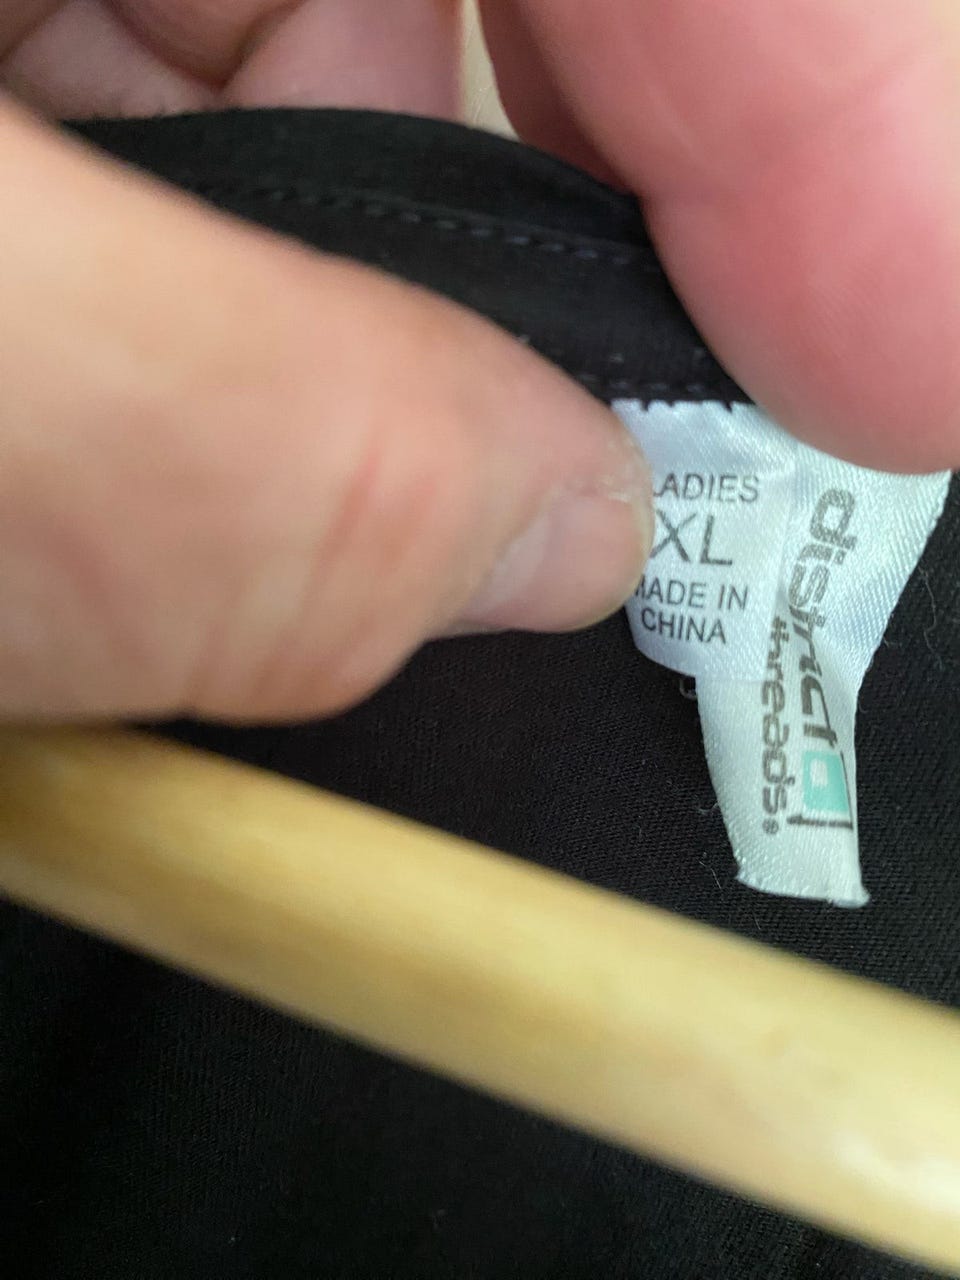 LADIES
XL
MADE IN
CHINA
district
threads®